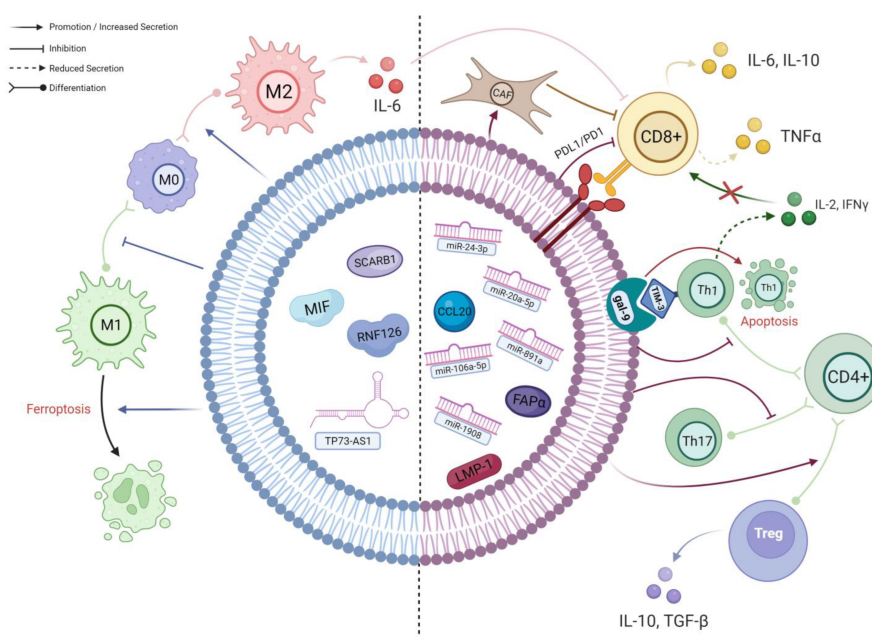 Promotion / Increased Secretion
Inhibition
Reduced Secretion
Differentiation
M2
IL-6
M0
M1
Ferroptosis
SCARB1
MIF
RNF126
TP73-AS1
miR-24-3p
miR-20a-5p
CCL20
miR-891a
miR-106a-5p
FAPα
miR-1908
LMP-1
CAF
PDL1/PD1
CD8+
IL-6, IL-10
TNFα
IL-2, IFNγ
gal-9
TIM-3
Th1
Th1
Apoptosis
CD4+
Th17
Treg
IL-10, TGF-β